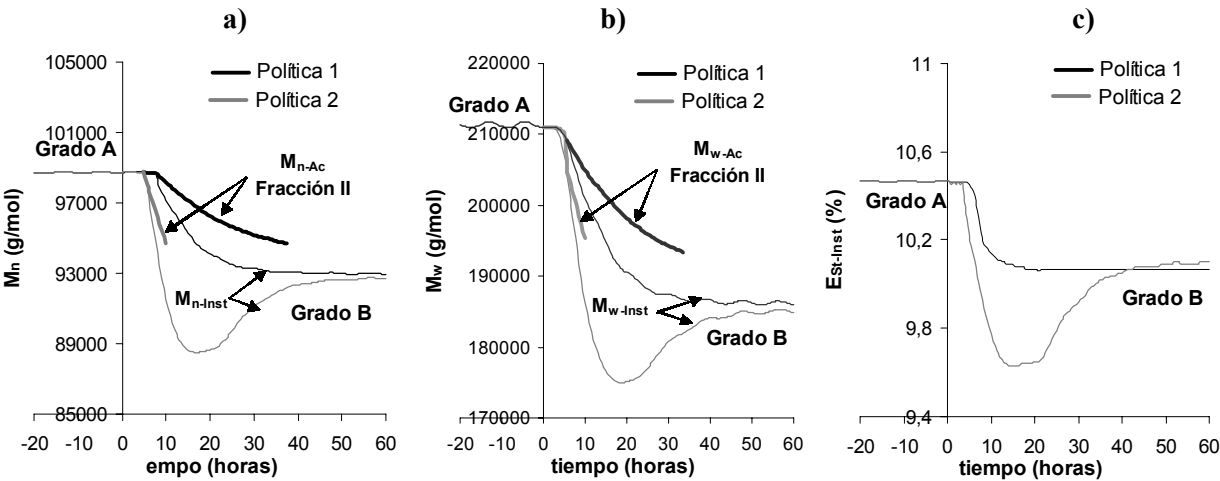 a)
105000
Política 1
Política 2
101000
Grado A
Mn-Ac
Fracción II
97000
93000
Mn-Inst
Grado B
89000
85000
Mn (g/mol)
-20 -10 0 10 20 30 40 50 60
empo (horas)
b)
220000
Política 1
Política 2
Grado A
210000
Mw-Ac
Fracción II
200000
190000
Mw-Inst
Grado B
180000
170000
Mw (g/mol)
-20 -10 0 10 20 30 40 50 60
tiempo (horas)
c)
11
Política 1
Política 2
10,6
Grado A
10,2
Grado B
9,8
9,4
ESt-Inst (%)
-20 -10 0 10 20 30 40 50 60
tiempo (horas)